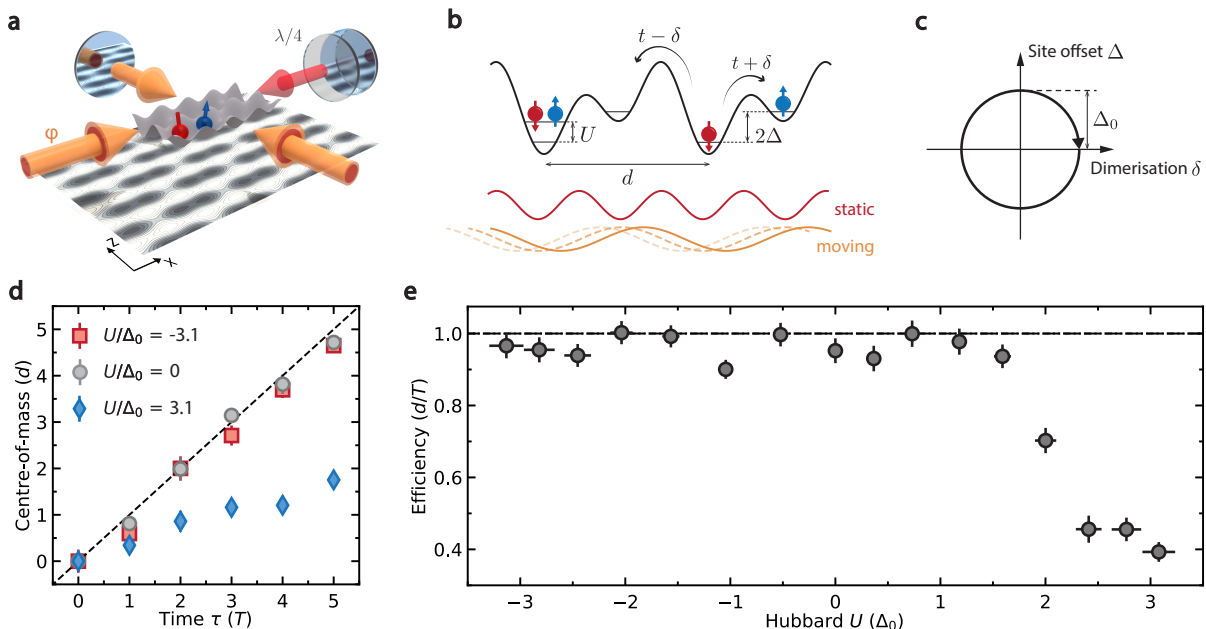 a
λ/4
φ
z
x
b
t − δ
t + δ
U
2Δ
d
static
moving
c
Site offset Δ
Δ₀
Dimerisation δ
d
Centre-of-mass (d)
5
4
3
2
1
0
U/Δ₀ = -3.1
U/Δ₀ = 0
U/Δ₀ = 3.1
0 1 2 3 4 5
Time τ (T)
e
Efficiency (d/T)
1.0
0.8
0.6
0.4
−3 −2 −1 0 1 2 3
Hubbard U (Δ₀)